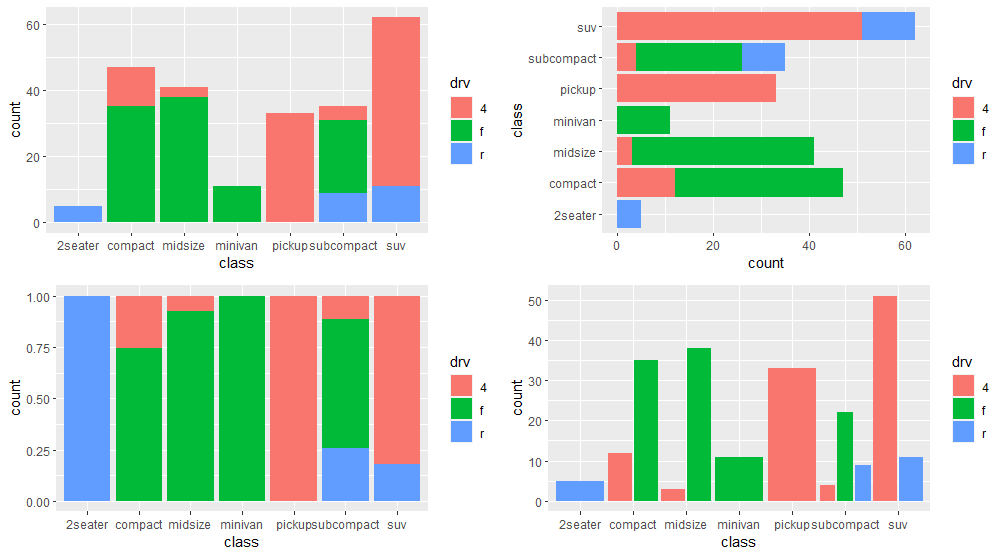 60
40
20
0
count
2seater compact midsize minivan pickup subcompact suv
class
drv
4
f
r
suv
subcompact
pickup
minivan
midsize
compact
2seater
class
0 20 40 60
count
drv
4
f
r
1.00
0.75
0.50
0.25
0.00
count
2seater compact midsize minivan pickup subcompact suv
class
drv
4
f
r
50
40
30
20
10
0
count
2seater compact midsize minivan pickup subcompact suv
class
drv
4
f
r